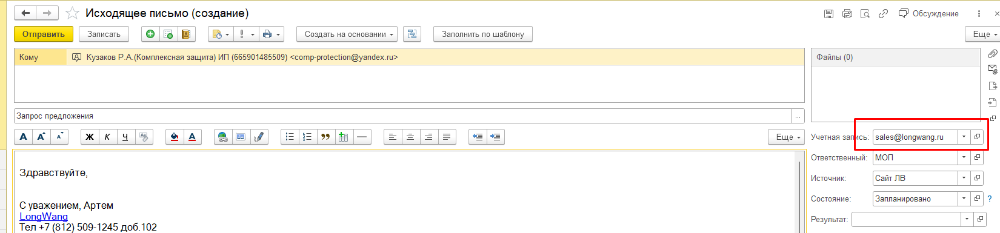 Исходящее письмо (создание)
Обсуждение
Отправить
Записать
Создать на основании
Заполнить по шаблону
Еще
Кому
Кузаков Р.А.(Комплексная защита) ИП (665901485509) <comp-protection@yandex.ru>
Файлы (0)
Запрос предложения
...
А А А Ж К Ч А
Еще
Учетная запись: sales@longwang.ru
Ответственный: МОП
Источник: Сайт ЛВ
Состояние: Запланировано ?
Результат:
Здравствуйте,
С уважением, Артем
LongWang
Тел +7 (812) 509-1245 доб.102